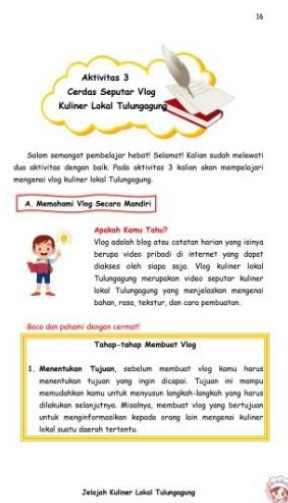 16
Aktivitas 3
Cerdas Seputar Vlog
Kuliner Lokal Tulungagung
Salam semangat pembelajar hebat! Selamat! Kalian sudah melewati
dua aktivitas dengan baik. Pada aktivitas 3 kalian akan mempelajari
mengenai vlog kuliner lokal Tulungagung.
A. Memahami Vlog Secara Mandiri
Apakah Kamu Tahu?
Vlog adalah blog atau catatan harian yang isinya
berupa video pribadi di internet yang dapat
diakses oleh siapa saja. Vlog kuliner lokal
Tulungagung merupakan video seputar kuliner
lokal Tulungagung yang menjelaskan mengenai
bahan, rasa, tekstur, dan cara pembuatan.
Baca dan pahami dengan cermat!
Tahap-tahap Membuat Vlog
1. Menentukan Tujuan, sebelum membuat vlog kamu harus
menentukan tujuan yang ingin dicapai. Tujuan ini mampu
memudahkan kamu untuk menyusun langkah-langkah yang harus
dilakukan selanjutnya. Misalnya, membuat vlog yang bertujuan
untuk menginformasikan kepada orang lain mengenai kuliner
lokal suatu daerah tertentu.
Jelajah Kuliner Lokal Tulungagung